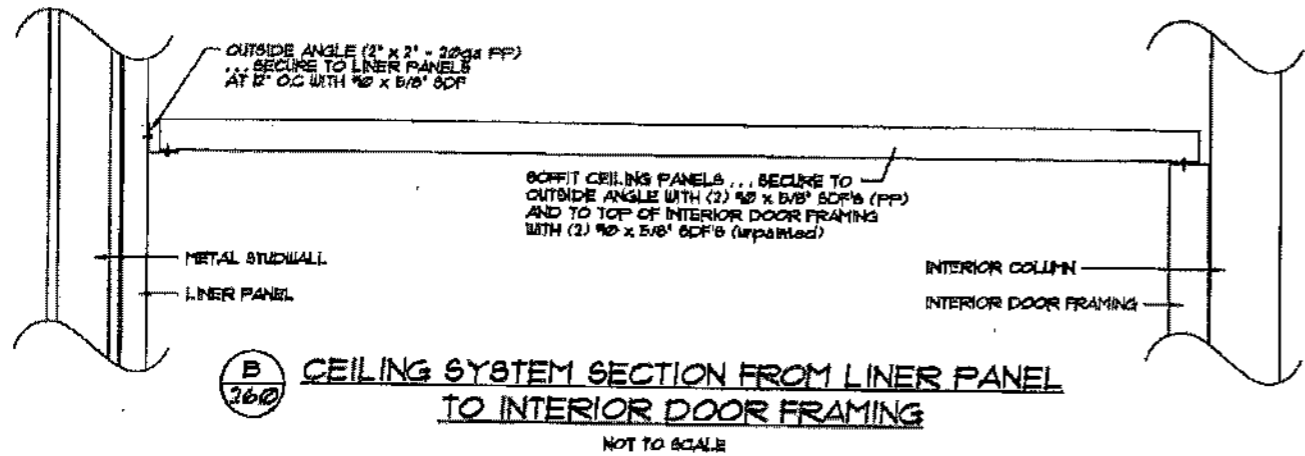 OUTSIDE ANGLE (2" x 2" - 20ga PP)
... SECURE TO LINER PANELS
AT 12" O.C WITH x 5/8" SDF
SOFFIT CEILING PANELS ... SECURE TO
OUTSIDE ANGLE WITH (2) x 5/8" SDF'S (PP)
AND TO TOP OF INTERIOR DOOR FRAMING
WITH (2) x 5/8" SDF'S (unpainted)
METAL STUDWALL
LINER PANEL
INTERIOR COLUMN
INTERIOR DOOR FRAMING
B
260
CEILING SYSTEM SECTION FROM LINER PANEL
TO INTERIOR DOOR FRAMING
NOT TO SCALE